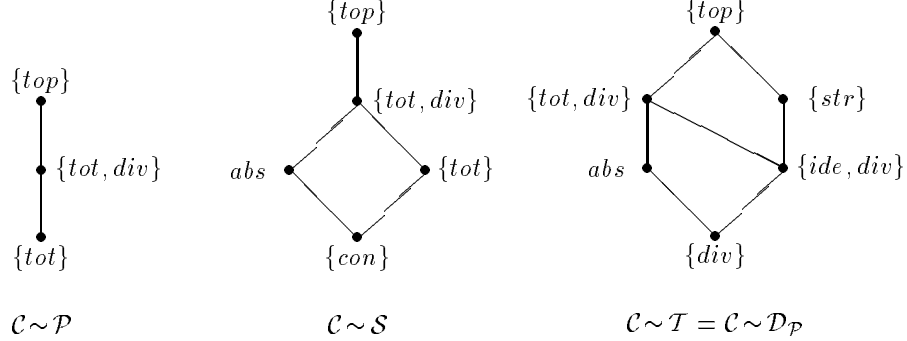 {top}
{tot, div}
{tot}
C ~ P
{top}
{tot, div}
abs
{tot}
{con}
C ~ S
{top}
{tot, div}
{str}
abs
{ide, div}
{div}
C ~ T = C ~ D_P